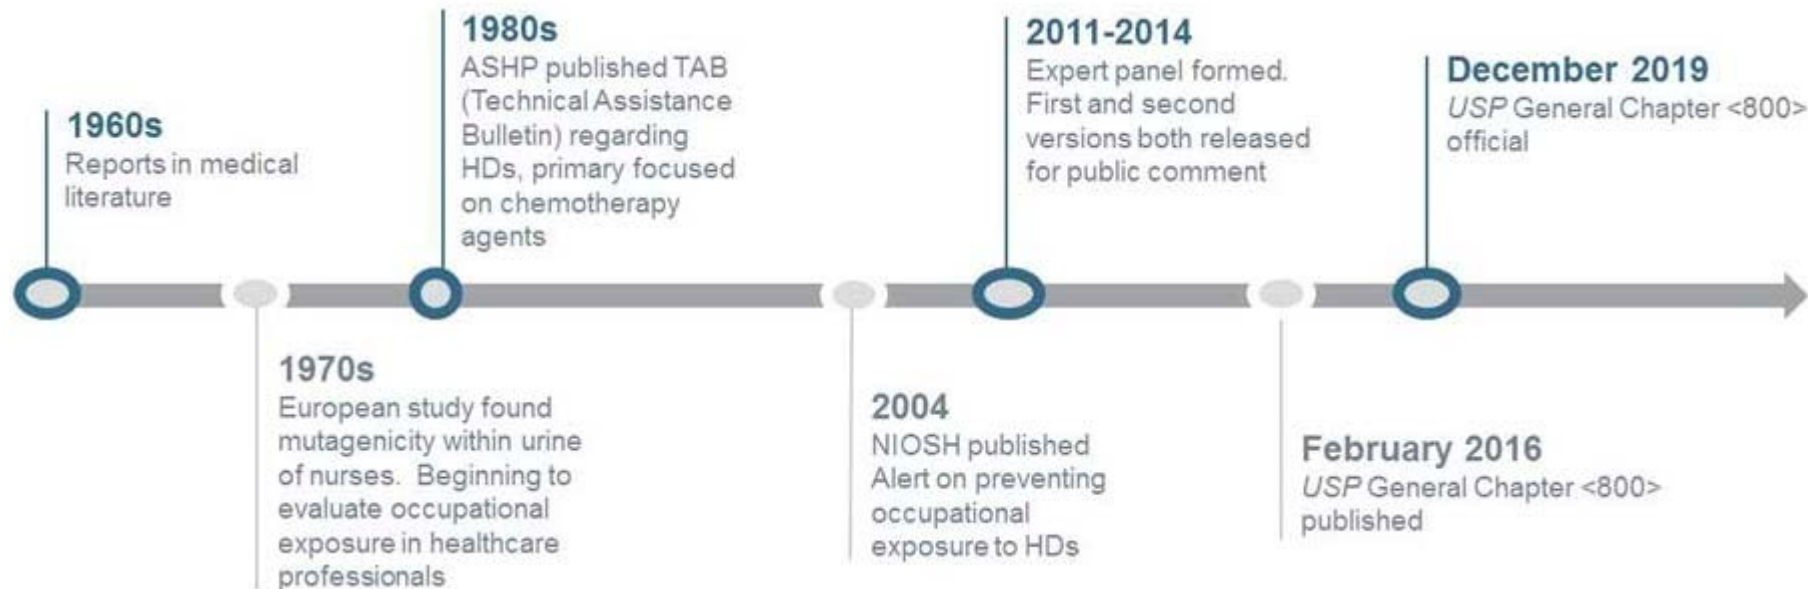 1960s
Reports in medical
literature
1970s
European study found
mutagenicity within urine
of nurses.  Beginning to
evaluate occupational
exposure in healthcare
professionals
1980s
ASHP published TAB
(Technical Assistance
Bulletin) regarding
HDs, primary focused
on chemotherapy
agents
2004
NIOSH published
Alert on preventing
occupational
exposure to HDs
2011-2014
Expert panel formed.
First and second
versions both released
for public comment
February 2016
USP General Chapter <800>
published
December 2019
USP General Chapter <800>
official